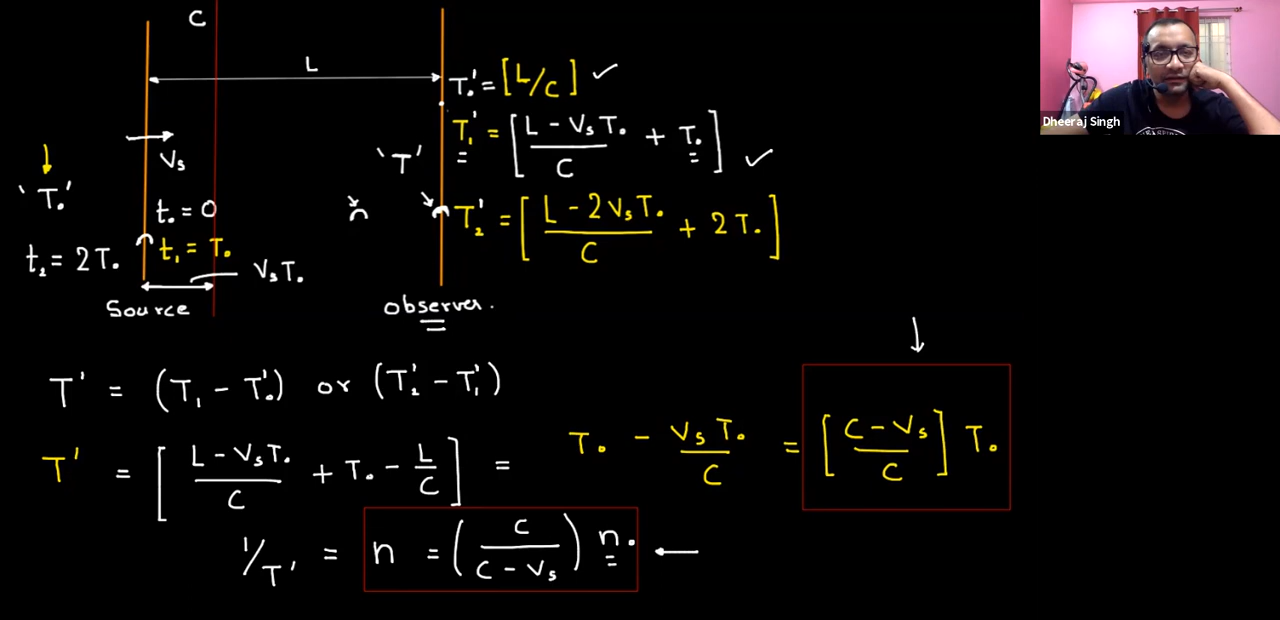 C
L
T₀' = [L/C] ✓
Dheeraj Singh
T₁' = [(L - VₛT₀)/C + T₀] ✓
Vₛ
'T'
'T₀'
t₀ = 0
n
T₂' = [(L - 2VₛT₀)/C + 2T₀]
t₂ = 2T₀
t₁ = T₀
VₛT₀
Source
observer.
T' = (T₁ - T₀') or (T₂' - T₁')
T' = [(L - VₛT₀)/C + T₀ - L/C] = T₀ - VₛT₀/C = [(C - Vₛ)/C] T₀
1/T' = n = (C/(C - Vₛ)) n₀ ←